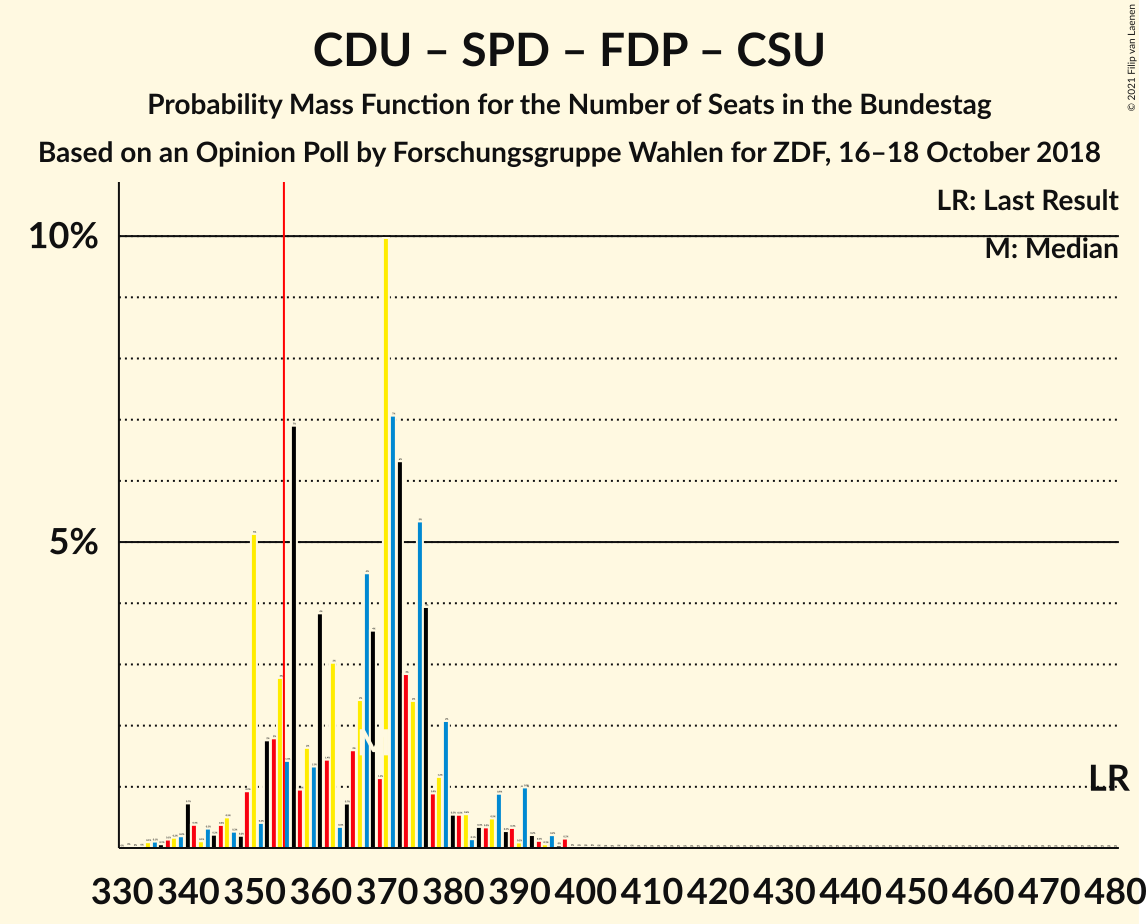 CDU – SPD – FDP – CSU
Probability Mass Function for the Number of Seats in the Bundestag
Based on an Opinion Poll by Forschungsgruppe Wahlen for ZDF, 16–18 October 2018
© 2021 Filip van Laenen
LR: Last Result
10%
M: Median
5%
LR
330 340 350 360 370 380 390 400 410 420 430 440 450 460 470 480